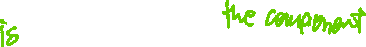 is the component